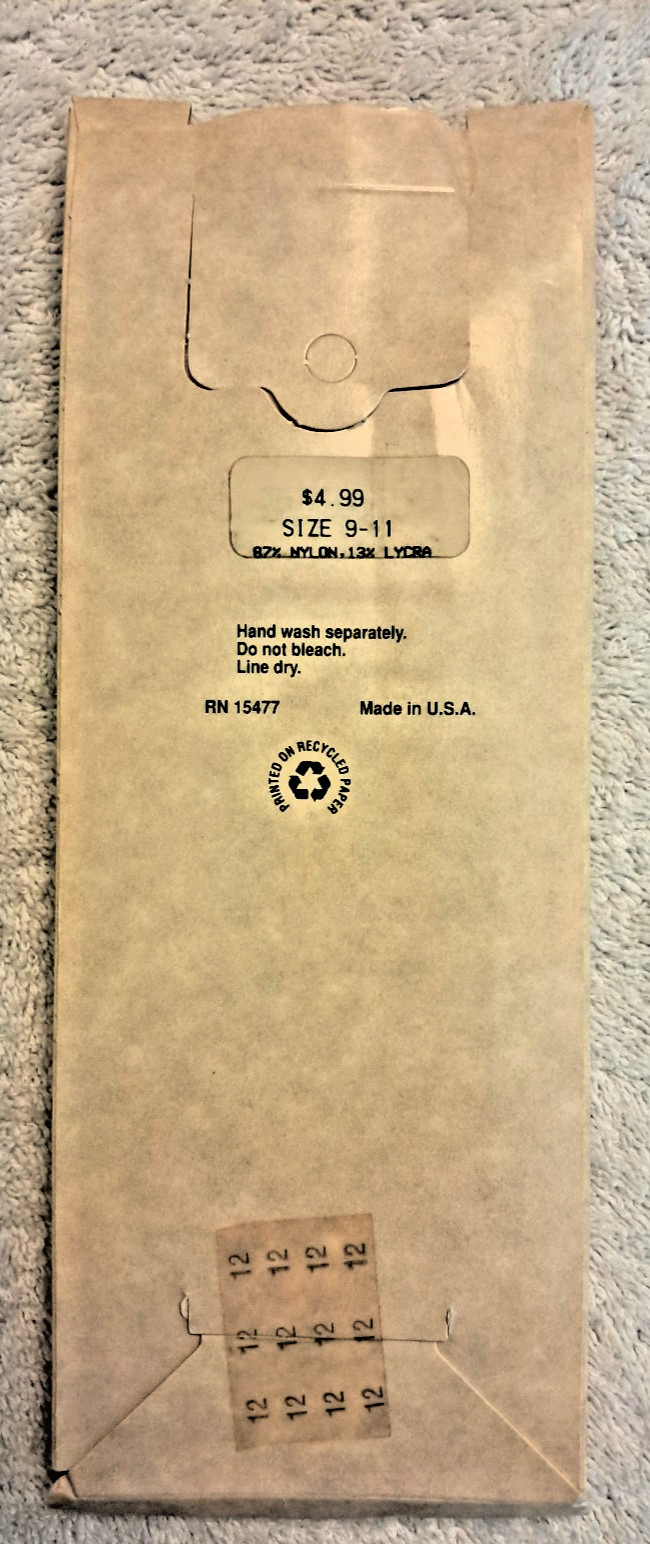 $4.99
SIZE 9-11
87% NYLON, 13% LYCRA
Hand wash separately.
Do not bleach.
Line dry.
RN 15477 Made in U.S.A.
PRINTED ON RECYCLED PAPER
12 12 12 12
12 12 12 12
12 12 12 12